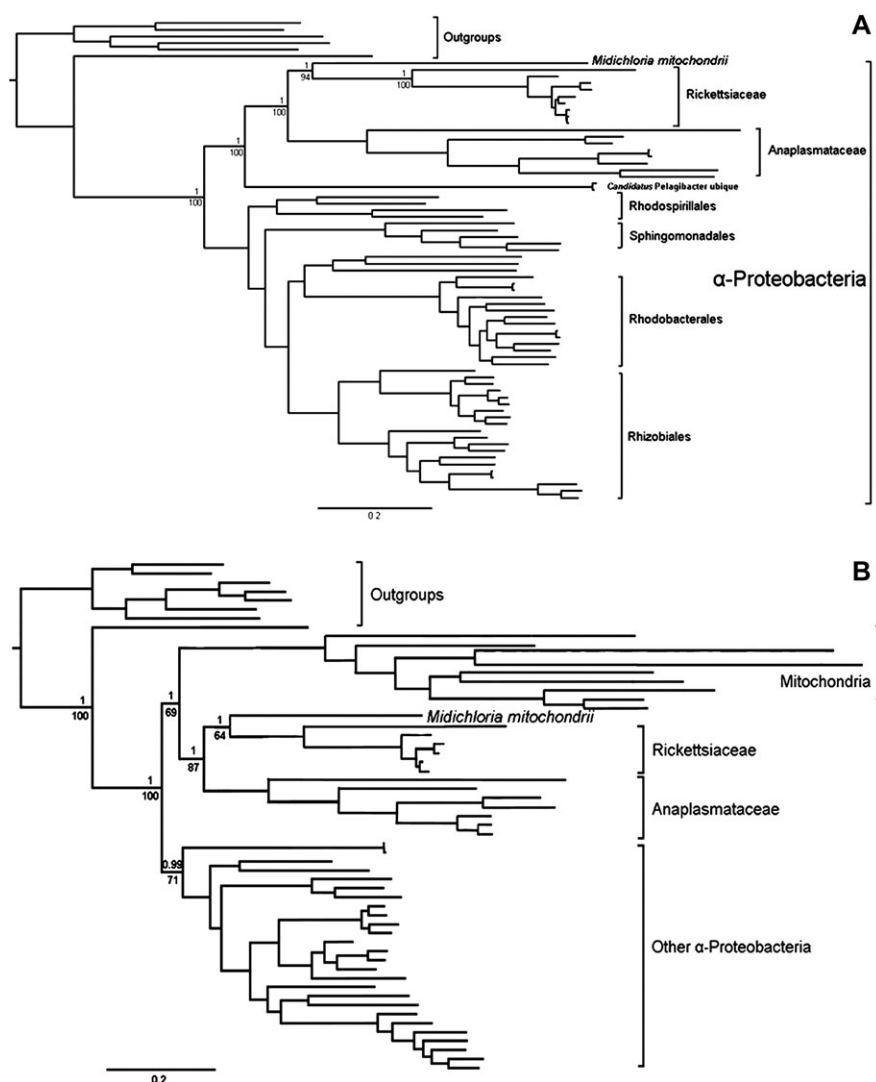 A
Outgroups
1
94
Midichloria mitochondrii
1
100
Rickettsiaceae
1
100
Anaplasmataceae
1
100
Candidatus Pelagibacter ubique
1
100
Rhodospirillales
Sphingomonadales
α-Proteobacteria
Rhodobacterales
Rhizobiales
0.2
B
Outgroups
Mitochondria
1
100
1
69
Midichloria mitochondrii
1
64
Rickettsiaceae
1
87
1
100
Anaplasmataceae
0.99
71
Other α-Proteobacteria
0.2